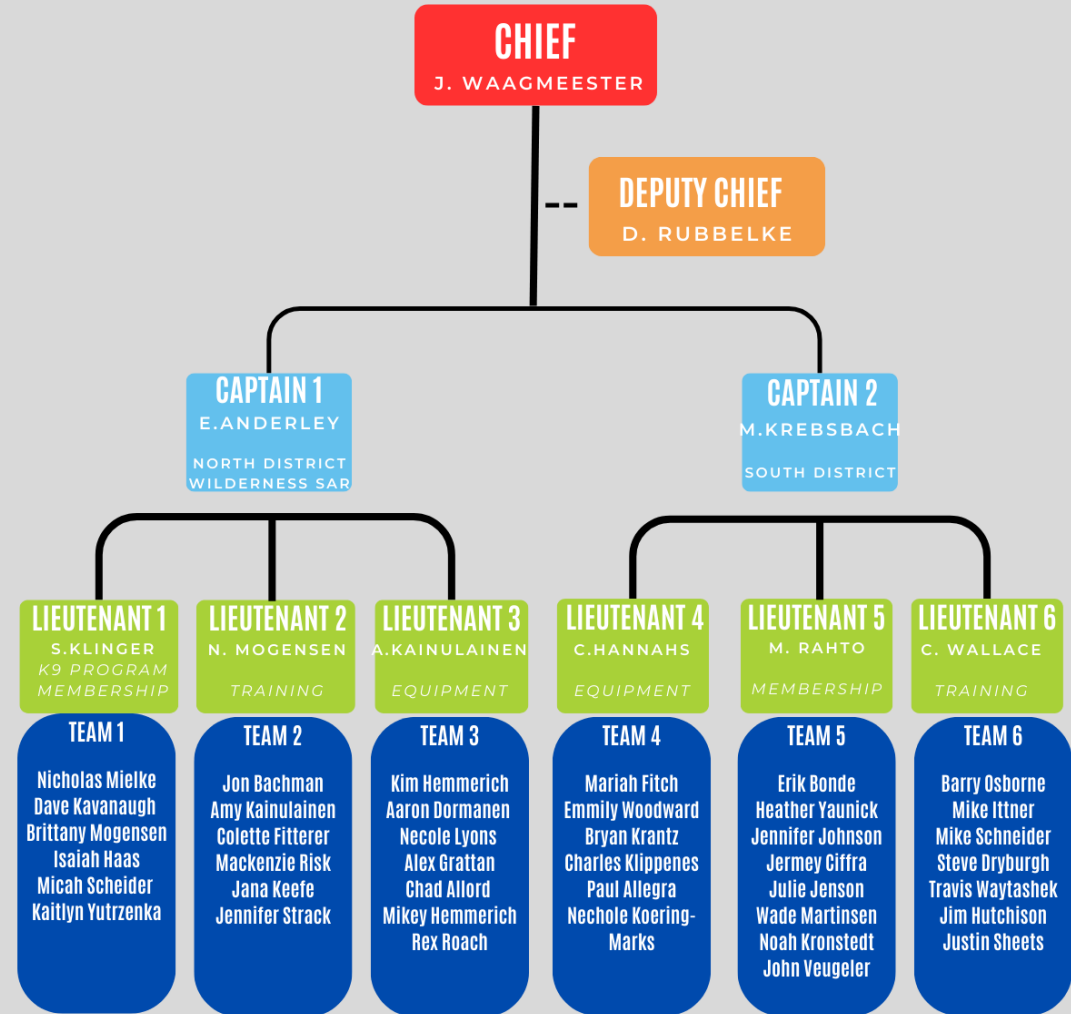 CHIEF
J. WAAGMEESTER
DEPUTY CHIEF
D. RUBBELKE
CAPTAIN 1
E.ANDERLEY
NORTH DISTRICT
WILDERNESS SAR
CAPTAIN 2
M.KREBSBACH
SOUTH DISTRICT
LIEUTENANT 1
S.KLINGER
K9 PROGRAM
MEMBERSHIP
LIEUTENANT 2
N. MOGENSEN
TRAINING
LIEUTENANT 3
A.KAINULAINEN
EQUIPMENT
LIEUTENANT 4
C.HANNAHS
EQUIPMENT
LIEUTENANT 5
M. RAHTO
MEMBERSHIP
LIEUTENANT 6
C. WALLACE
TRAINING
TEAM 1
Nicholas Mielke
Dave Kavanaugh
Brittany Mogensen
Isaiah Haas
Micah Scheider
Kaitlyn Yutrzenka
TEAM 2
Jon Bachman
Amy Kainulainen
Colette Fitterer
Mackenzie Risk
Jana Keefe
Jennifer Strack
TEAM 3
Kim Hemmerich
Aaron Dormanen
Necole Lyons
Alex Grattan
Chad Allord
Mikey Hemmerich
Rex Roach
TEAM 4
Mariah Fitch
Emmily Woodward
Bryan Krantz
Charles Klippenes
Paul Allegra
Nechole Koering-
Marks
TEAM 5
Erik Bonde
Heather Yaunick
Jennifer Johnson
Jermey Ciffra
Julie Jenson
Wade Martinsen
Noah Kronstedt
John Veugeler
TEAM 6
Barry Osborne
Mike Ittner
Mike Schneider
Steve Dryburgh
Travis Waytashek
Jim Hutchison
Justin Sheets